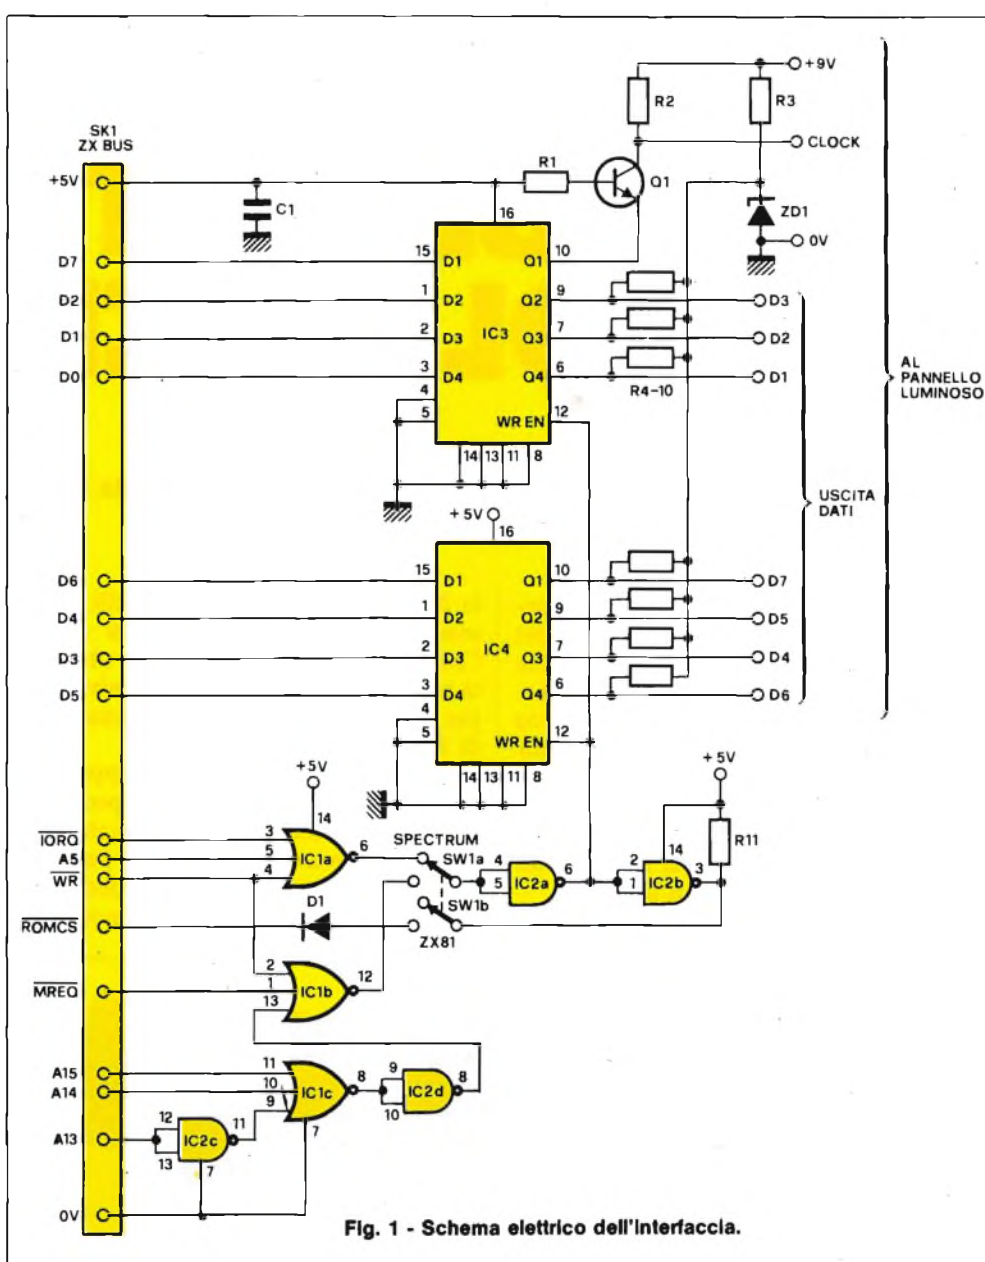 +9V
R2
R3
SK1
ZX BUS
CLOCK
R1
+5V
Q1
C1
ZD1
16
0V
D7
15
D1
Q1
10
D2
1
D2
Q2
9
D3
D1
2
D3
IC3
Q3
7
D2
D0
3
D4
Q4
6
D1
R4-10
4
5
WR EN
12
14
13
11
8
AL
PANNELLO
LUMINOSO
USCITA
DATI
+5V
16
D6
15
D1
Q1
10
D7
D4
1
D2
Q2
9
D5
D3
2
D3
IC4
Q3
7
D4
D5
3
D4
Q4
6
D6
4
5
WR EN
12
14
13
11
8
+5V
+5V
14
IORQ
3
A5
5
IC1a
6
WR
4
SPECTRUM
SW1a
4
5
IC2a
6
14
2
1
IC2b
3
R11
SW1b
D1
ROMCS
ZX81
2
MREQ
1
IC1b
12
13
A15
11
A14
10
IC1c
8
9
IC2d
8
9
10
7
A13
12
IC2c
11
13
7
0V
Fig. 1 - Schema elettrico dell'interfaccia.